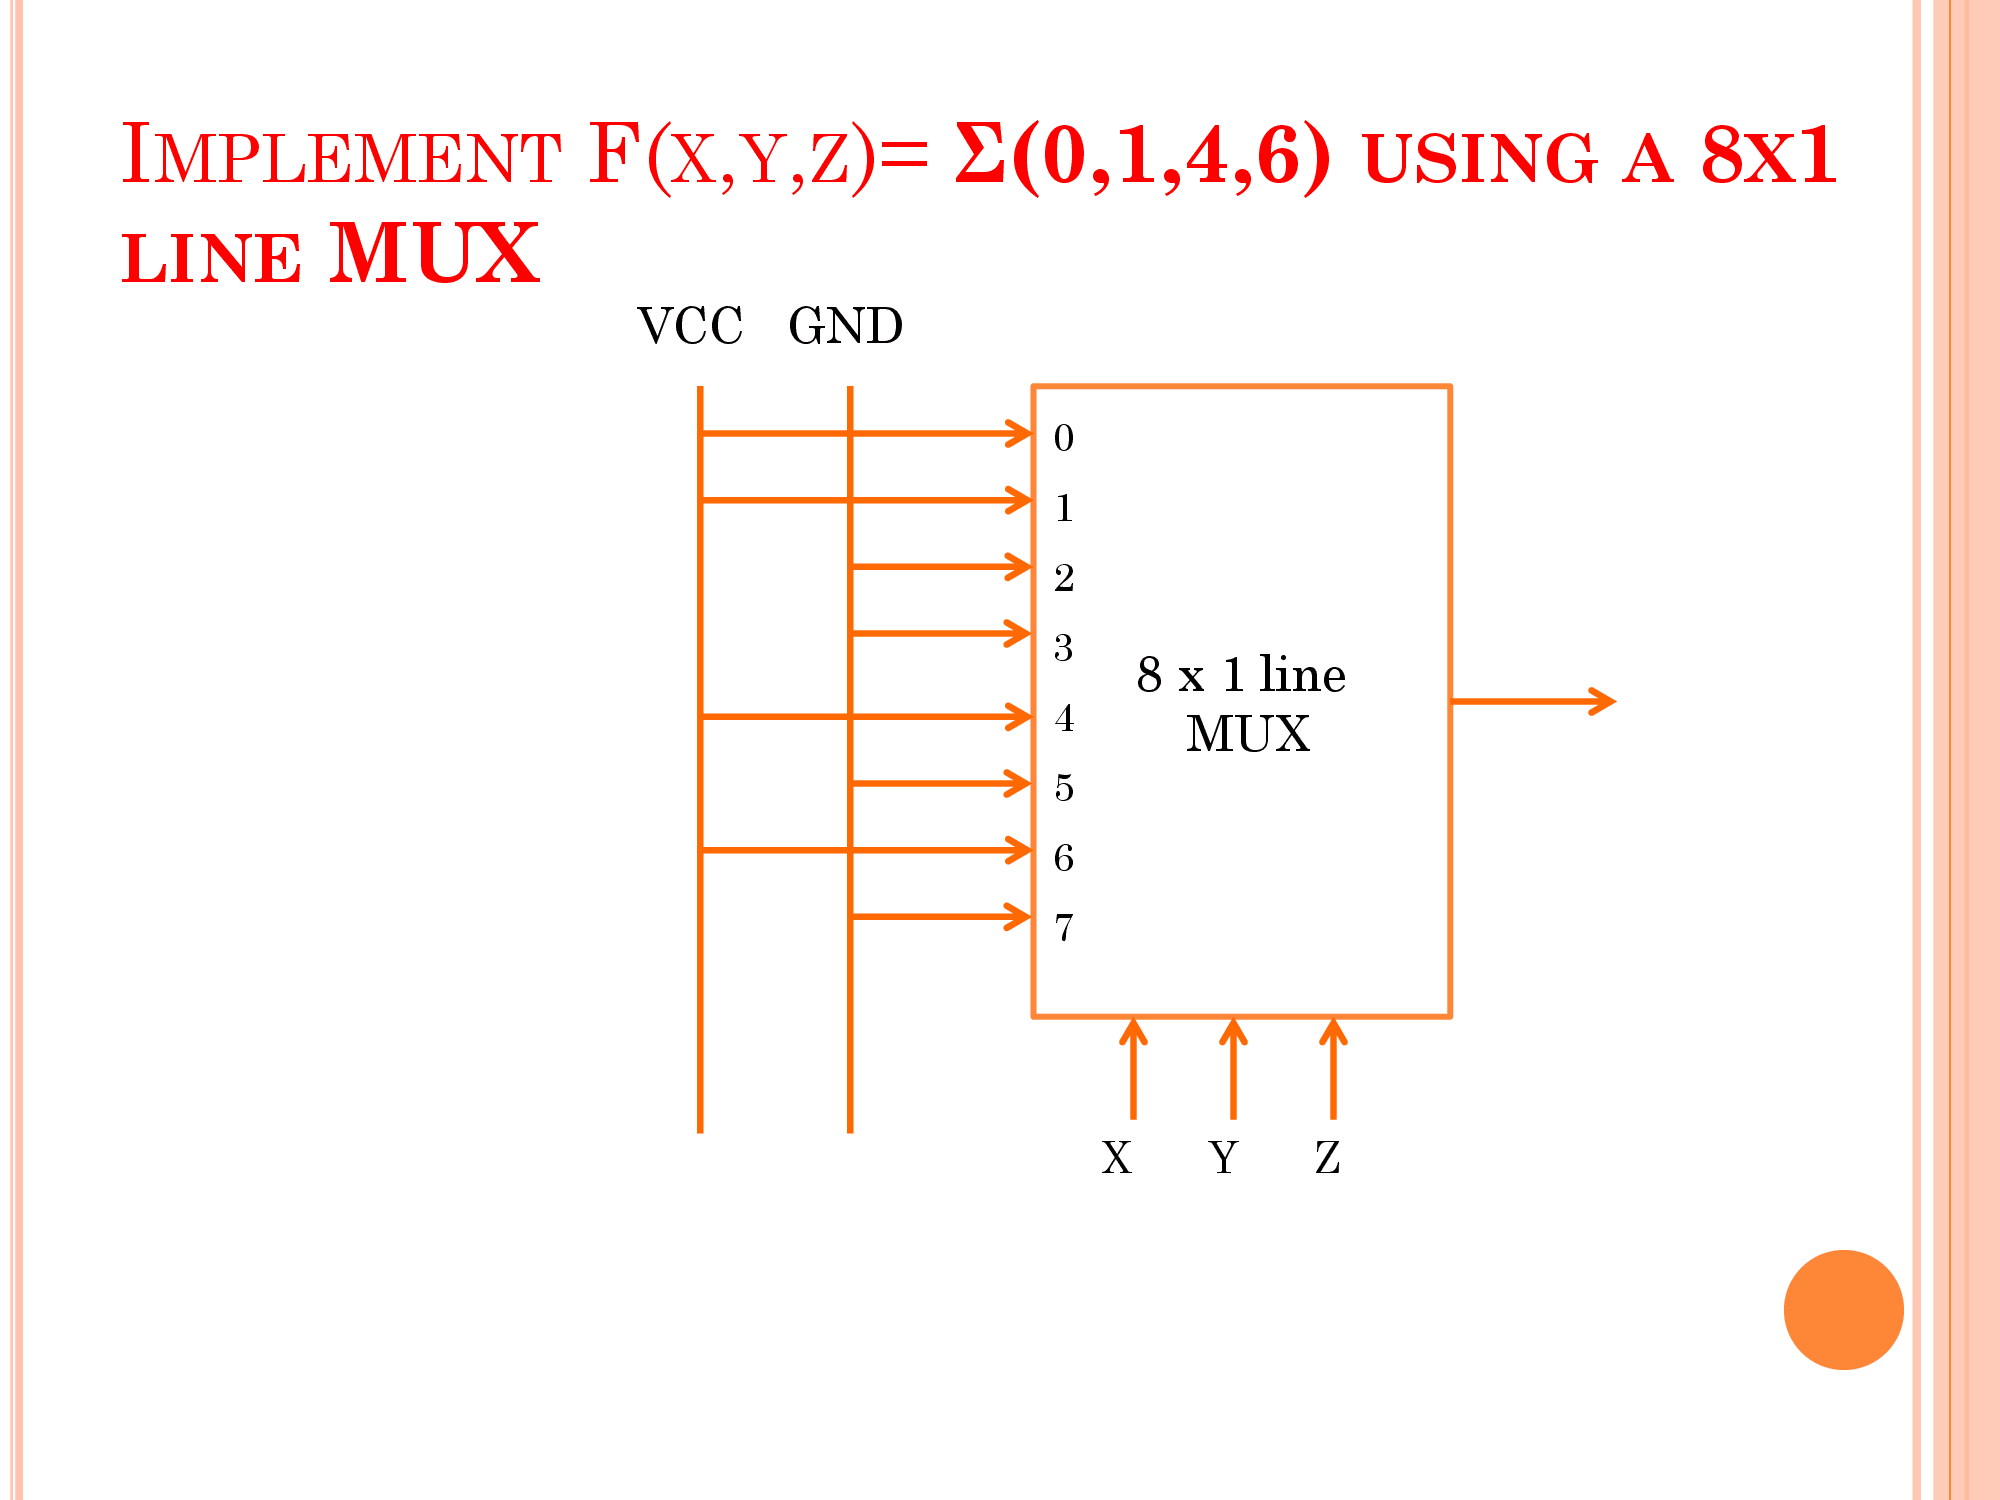 IMPLEMENT F(X,Y,Z)= Σ(0,1,4,6) USING A 8X1
LINE MUX
VCC GND
0
1
2
3
4
5
6
7
8 x 1 line
MUX
X Y Z